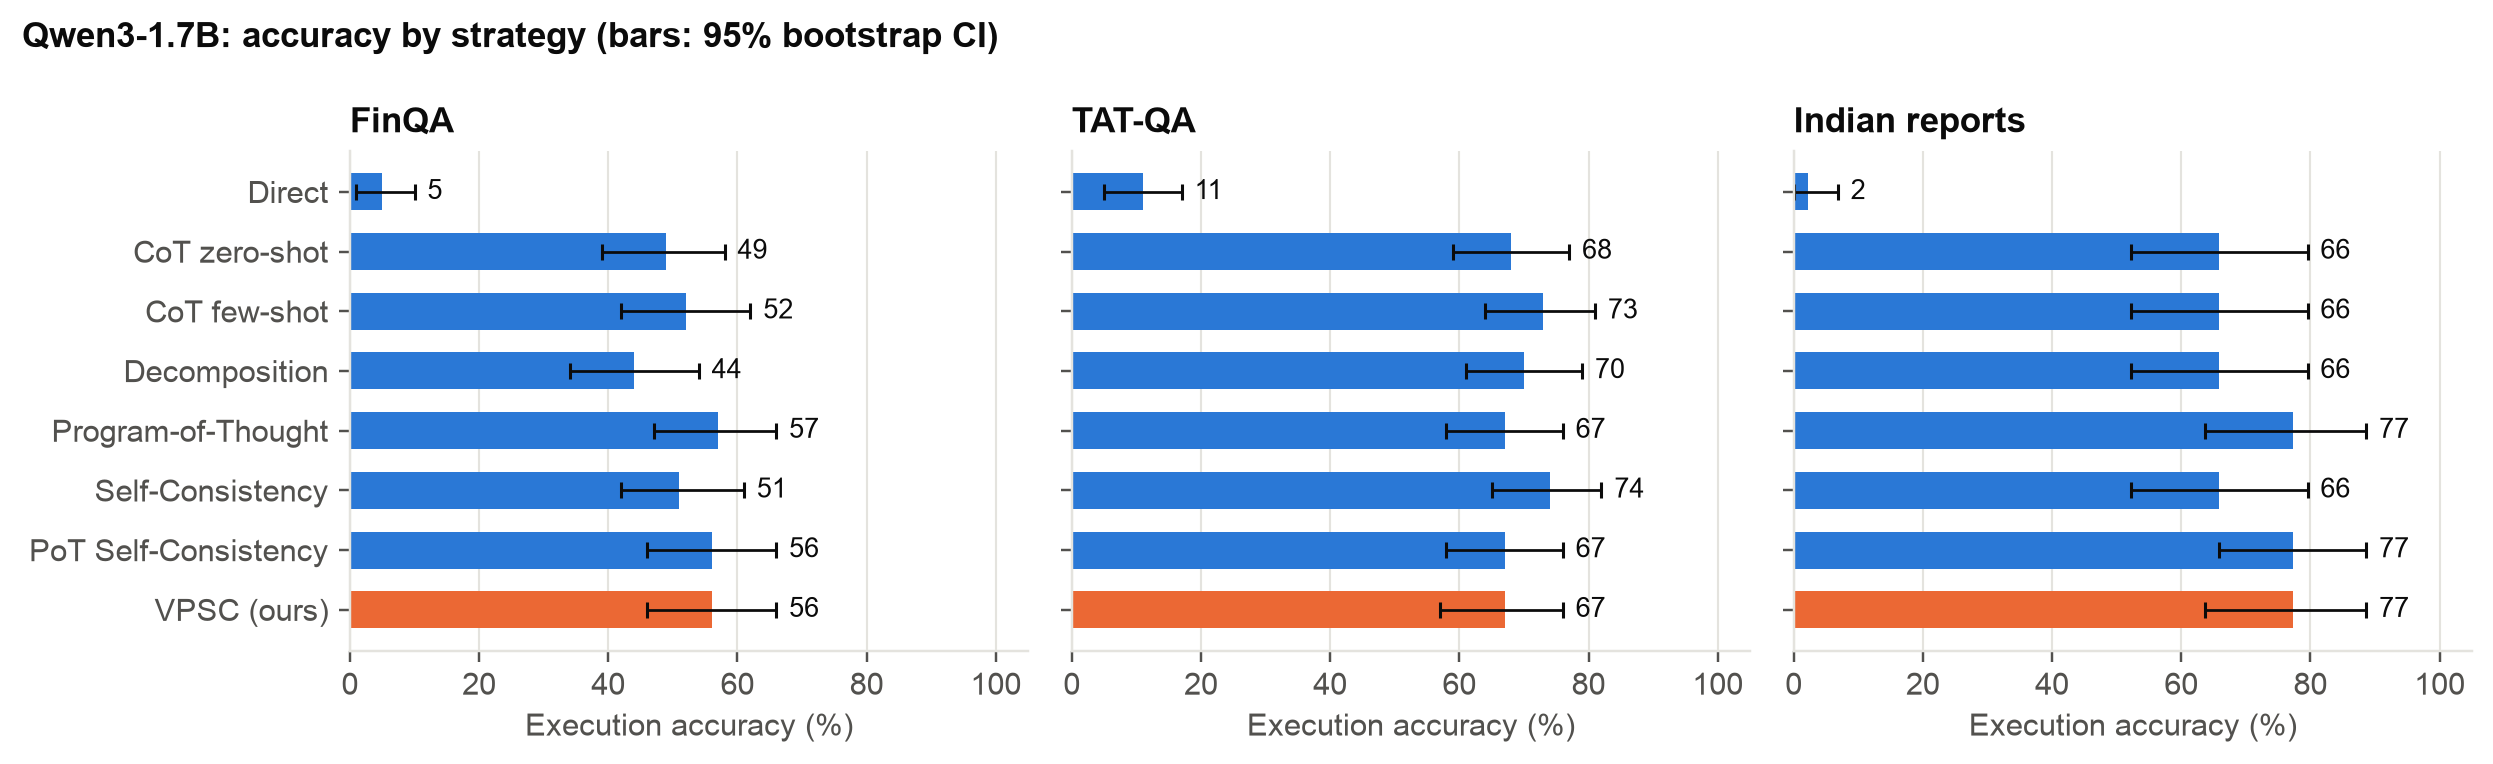 Qwen3-1.7B: accuracy by strategy (bars: 95% bootstrap CI)
FinQA
TAT-QA
Indian reports
Direct
5
11
2
CoT zero-shot
49
68
66
CoT few-shot
52
73
66
Decomposition
44
70
66
Program-of-Thought
57
67
77
Self-Consistency
51
74
66
PoT Self-Consistency
56
67
77
VPSC (ours)
56
67
77
0 20 40 60 80 100
0 20 40 60 80 100
0 20 40 60 80 100
Execution accuracy (%)
Execution accuracy (%)
Execution accuracy (%)